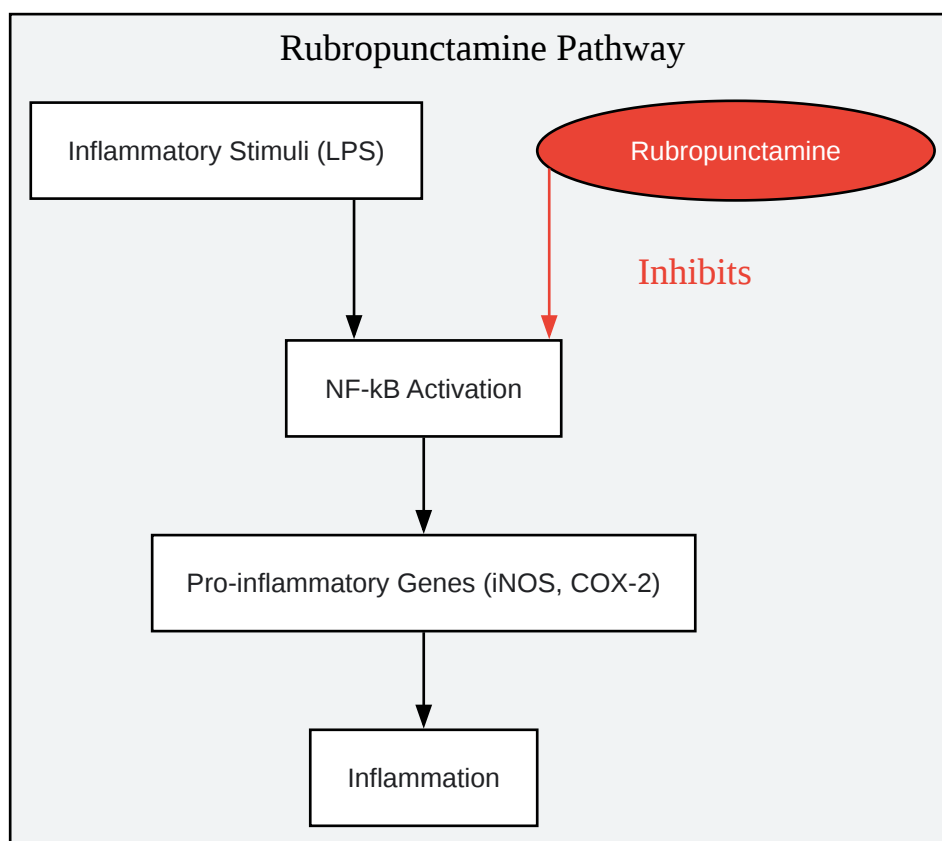 Rubropunctamine Pathway
Inflammatory Stimuli (LPS)
Rubropunctamine
Inhibits
NF-kB Activation
Pro-inflammatory Genes (iNOS, COX-2)
Inflammation